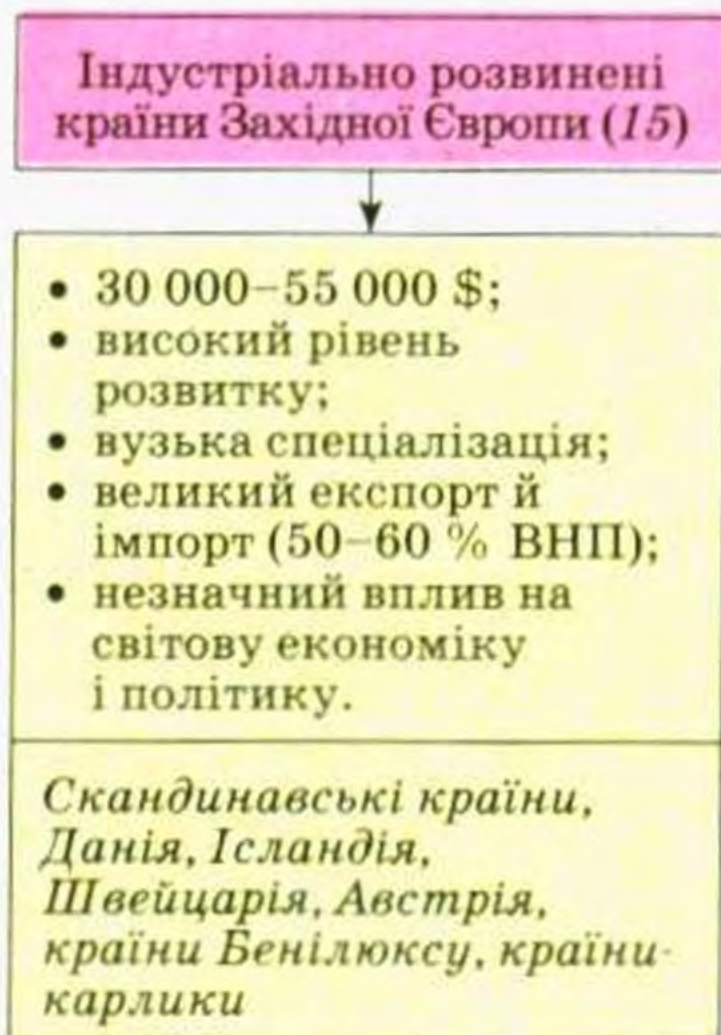 Індустріально розвинені
країни Західної Європи (15)
• 30 000–55 000 $;
• високий рівень
розвитку;
• вузька спеціалізація;
• великий експорт й
імпорт (50–60 % ВНП);
• незначний вплив на
світову економіку
і політику.
Скандинавські країни,
Данія, Ісландія,
Швейцарія, Австрія,
країни Бенілюксу, країни-
карлики